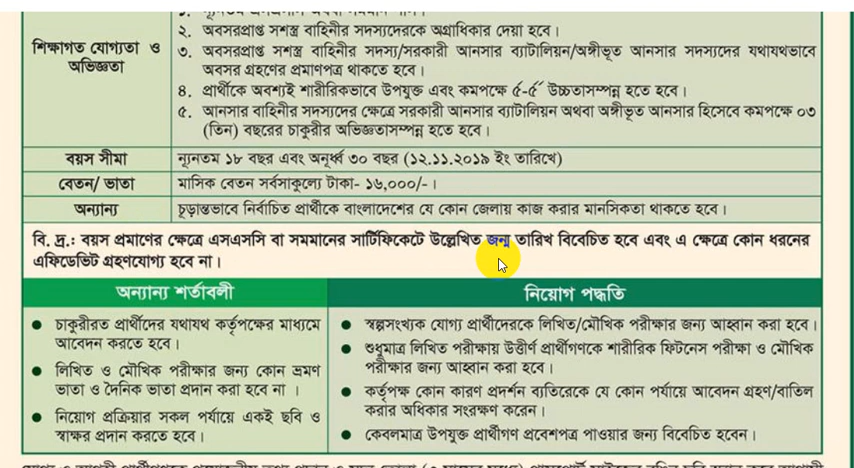 ১. ন্যূনতম এসএসসি অথবা সমমান পাস।
শিক্ষাগত যোগ্যতা ও
অভিজ্ঞতা
২. অবসরপ্রাপ্ত সশস্ত্র বাহিনীর সদস্যদেরকে অগ্রাধিকার দেয়া হবে।
৩. অবসরপ্রাপ্ত সশস্ত্র বাহিনীর সদস্য/সরকারী আনসার ব্যাটালিয়ন/অঙ্গীভূত আনসার সদস্যদের যথাযথভাবে
অবসর গ্রহণের প্রমাণপত্র থাকতে হবে।
৪. প্রার্থীকে অবশ্যই শারীরিকভাবে উপযুক্ত এবং কমপক্ষে ৫-৫˝ উচ্চতাসম্পন্ন হতে হবে।
৫. আনসার বাহিনীর সদস্যদের ক্ষেত্রে সরকারী আনসার ব্যাটালিয়ন অথবা অঙ্গীভূত আনসার হিসেবে কমপক্ষে ০৩
(তিন) বছরের চাকুরীর অভিজ্ঞতাসম্পন্ন হতে হবে।
বয়স সীমা ন্যূনতম ১৮ বছর এবং অনূর্ধ্ব ৩০ বছর (১২.১১.২০১৯ ইং তারিখে)
বেতন/ ভাতা মাসিক বেতন সর্বসাকুল্যে টাকা- ১৬,০০০/-।
অন্যান্য চূড়ান্তভাবে নির্বাচিত প্রার্থীকে বাংলাদেশের যে কোন জেলায় কাজ করার মানসিকতা থাকতে হবে।
বি. দ্র.: বয়স প্রমাণের ক্ষেত্রে এসএসসি বা সমমানের সার্টিফিকেটে উল্লেখিত জন্ম তারিখ বিবেচিত হবে এবং এ ক্ষেত্রে কোন ধরনের
এফিডেভিট গ্রহণযোগ্য হবে না।
অন্যান্য শর্তাবলী
● চাকুরীরত প্রার্থীদের যথাযথ কর্তৃপক্ষের মাধ্যমে
আবেদন করতে হবে।
● লিখিত ও মৌখিক পরীক্ষার জন্য কোন ভ্রমণ
ভাতা ও দৈনিক ভাতা প্রদান করা হবে না ।
● নিয়োগ প্রক্রিয়ার সকল পর্যায়ে একই ছবি ও
স্বাক্ষর প্রদান করতে হবে।
নিয়োগ পদ্ধতি
● স্বল্পসংখ্যক যোগ্য প্রার্থীদেরকে লিখিত/মৌখিক পরীক্ষার জন্য আহ্বান করা হবে।
● শুধুমাত্র লিখিত পরীক্ষায় উত্তীর্ণ প্রার্থীগণকে শারীরিক ফিটনেস পরীক্ষা ও মৌখিক
পরীক্ষার জন্য আহ্বান করা হবে।
● কর্তৃপক্ষ কোন কারণ প্রদর্শন ব্যতিরেকে যে কোন পর্যায়ে আবেদন গ্রহণ/বাতিল
করার অধিকার সংরক্ষণ করেন।
● কেবলমাত্র উপযুক্ত প্রার্থীগণ প্রবেশপত্র পাওয়ার জন্য বিবেচিত হবেন।